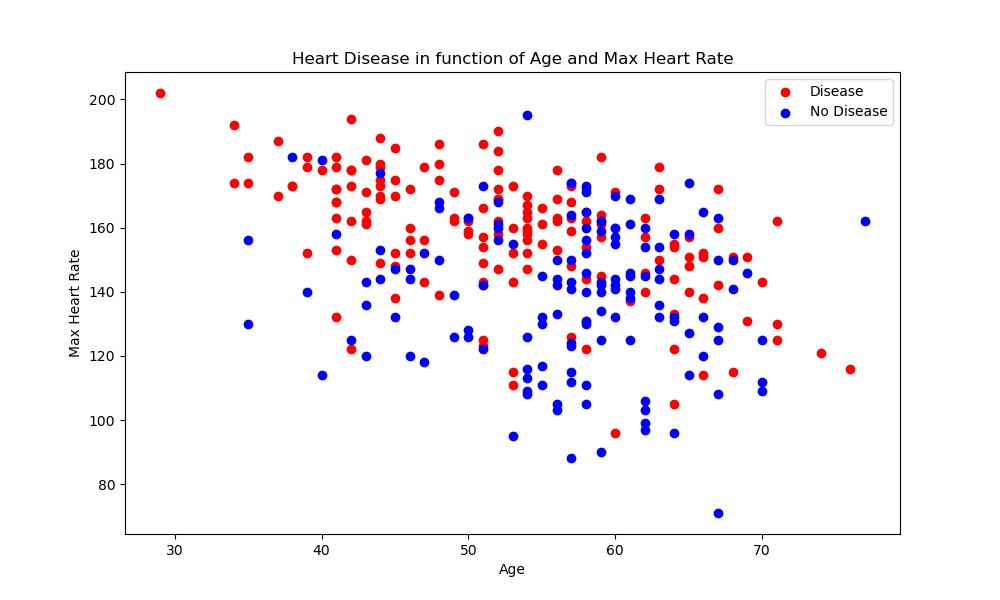 Heart Disease in function of Age and Max Heart Rate
Disease
No Disease
Max Heart Rate
200
180
160
140
120
100
80
30
40
50
60
70
Age